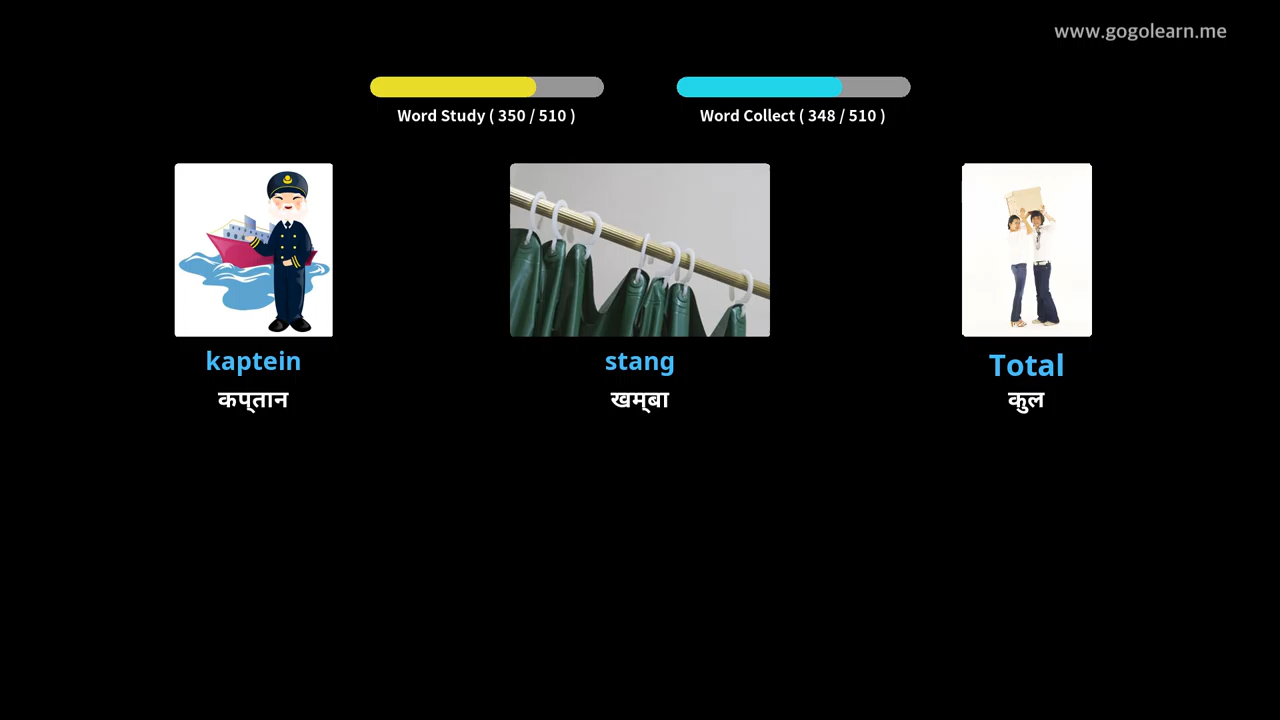 www.gogolearn.me
Word Study ( 350 / 510 )
Word Collect ( 348 / 510 )
kaptein
stang
Total
कप्‌तान
खम्‌बा
कुल